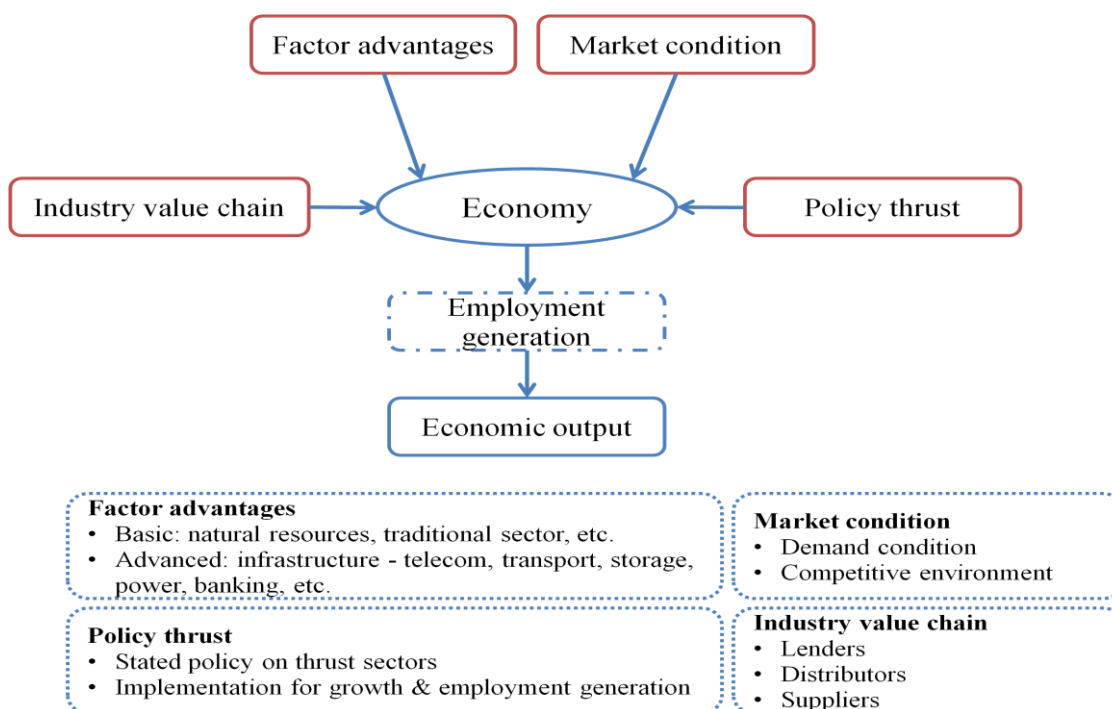 Factor advantages
Market condition
Industry value chain
Economy
Policy thrust
Employment
generation
Economic output
Factor advantages
• Basic: natural resources, traditional sector, etc.
• Advanced: infrastructure - telecom, transport, storage,
power, banking, etc.
Market condition
• Demand condition
• Competitive environment
Policy thrust
• Stated policy on thrust sectors
• Implementation for growth & employment generation
Industry value chain
• Lenders
• Distributors
• Suppliers